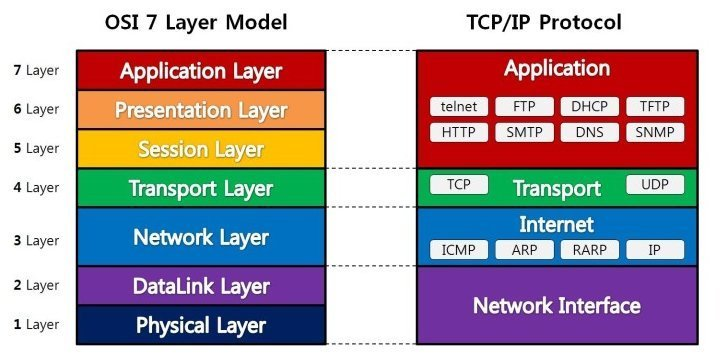 OSI 7 Layer Model
TCP/IP Protocol
7 Layer
Application Layer
6 Layer
Presentation Layer
5 Layer
Session Layer
4 Layer
Transport Layer
3 Layer
Network Layer
2 Layer
DataLink Layer
1 Layer
Physical Layer
Application
telnet FTP DHCP TFTP
HTTP SMTP DNS SNMP
TCP Transport UDP
Internet
ICMP ARP RARP IP
Network Interface